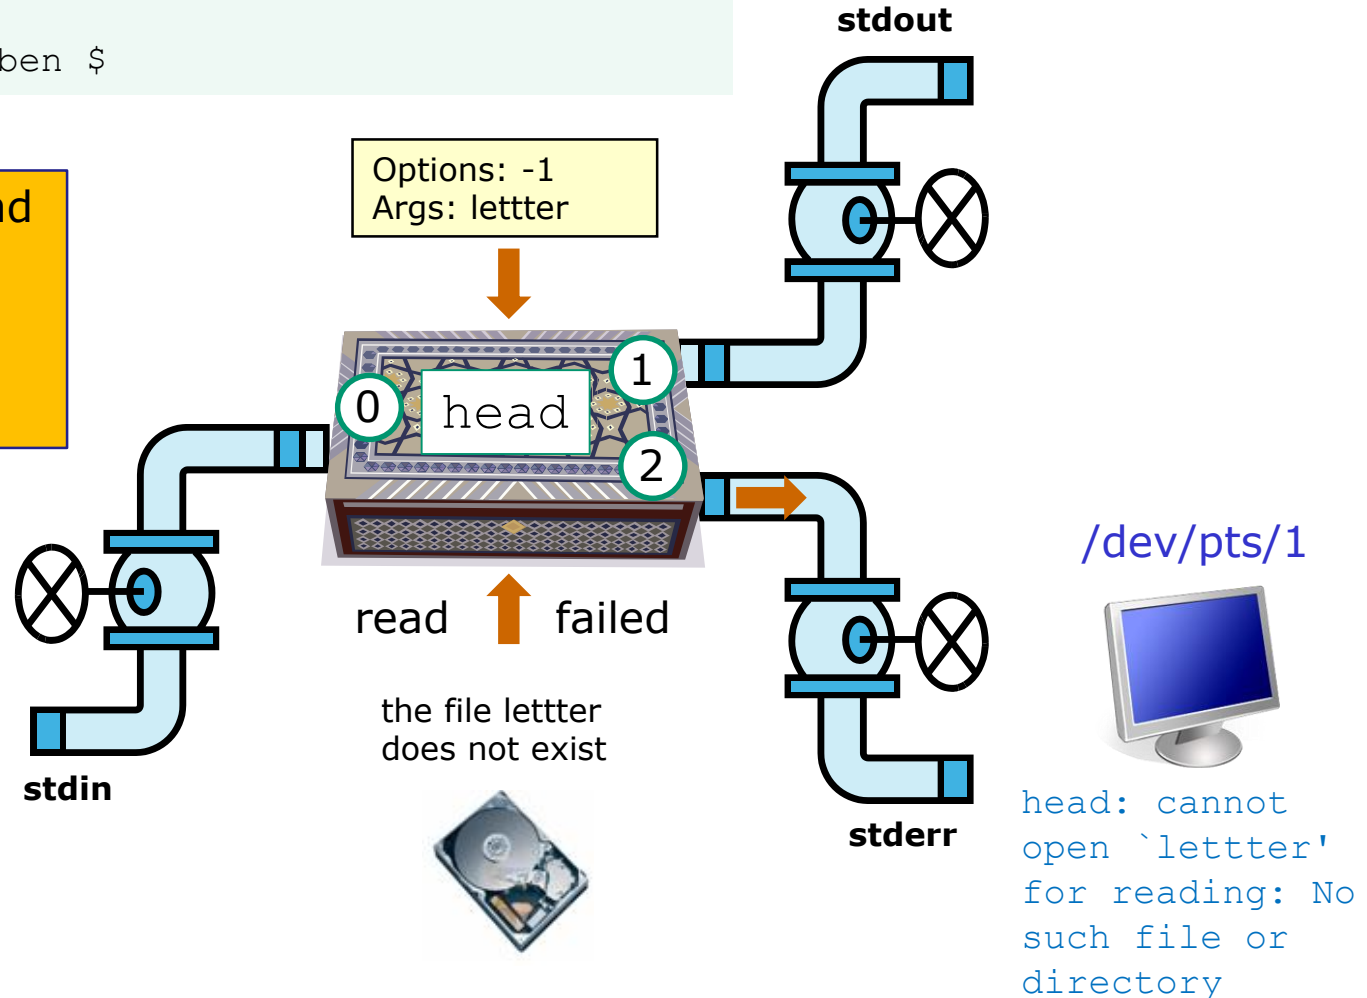 ben $
stdout
Options: -1
Args: lettter
0
1
head
2
read failed
the file lettter
does not exist
stdin
stderr
/dev/pts/1
head: cannot
open `lettter'
for reading: No
such file or
directory